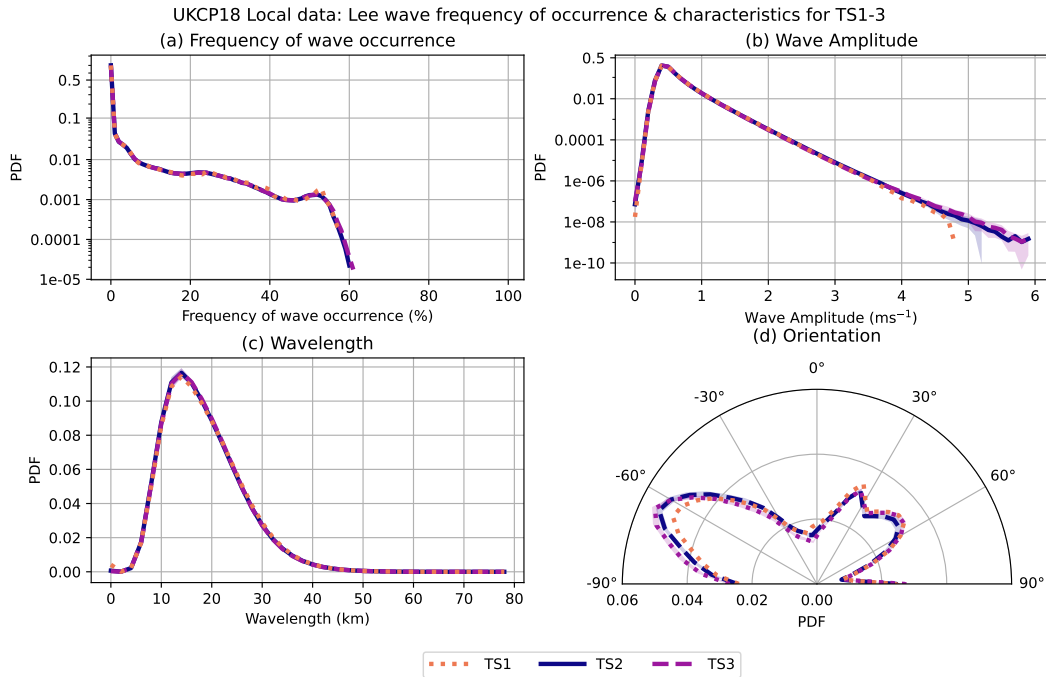 UKCP18 Local data: Lee wave frequency of occurrence & characteristics for TS1-3
(a) Frequency of wave occurrence
PDF
0.5
0.1
0.01
0.001
0.0001
1e-05
0 20 40 60 80 100
Frequency of wave occurrence (%)
(b) Wave Amplitude
PDF
0.5
0.01
0.0001
1e-06
1e-08
1e-10
0 1 2 3 4 5 6
Wave Amplitude (ms⁻¹)
(c) Wavelength
PDF
0.12
0.10
0.08
0.06
0.04
0.02
0.00
0 10 20 30 40 50 60 70 80
Wavelength (km)
(d) Orientation
0°
-30° 30°
-60° 60°
-90° 90°
0.06 0.04 0.02 0.00
PDF
TS1 TS2 TS3